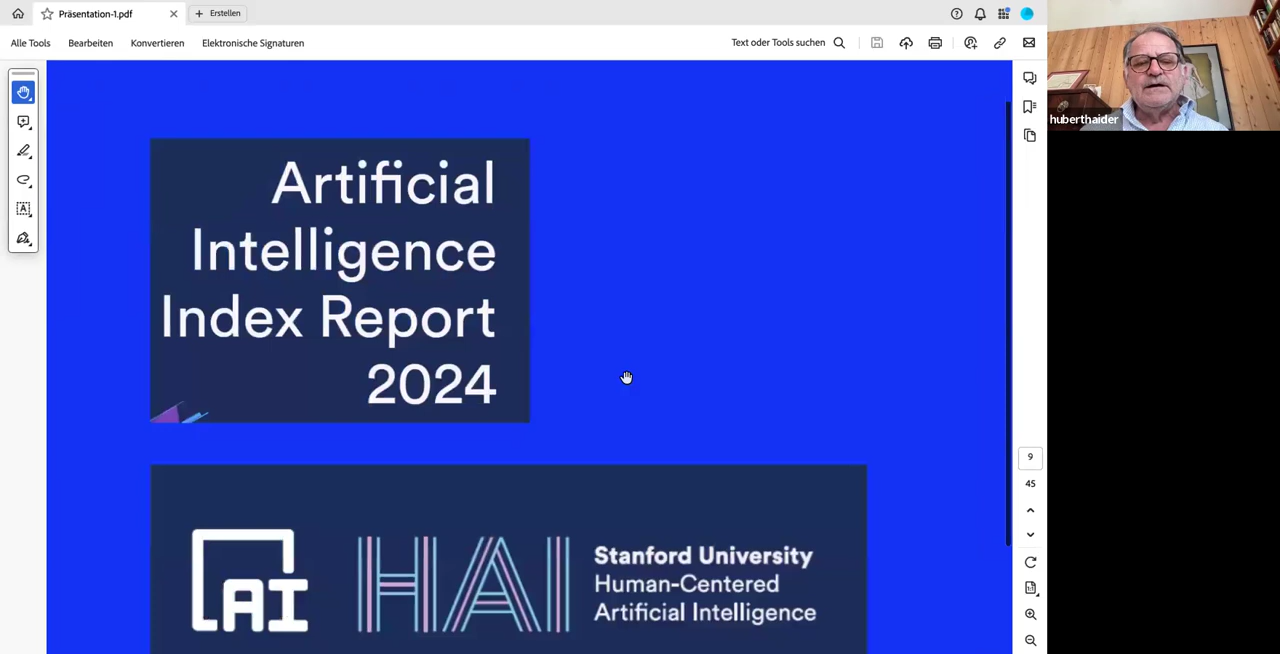 Präsentation-1.pdf
Erstellen
Alle Tools
Bearbeiten
Konvertieren
Elektronische Signaturen
Text oder Tools suchen
huberthaider
Artificial
Intelligence
Index Report
2024
AI
HAI
Stanford University
Human-Centered
Artificial Intelligence
9
45